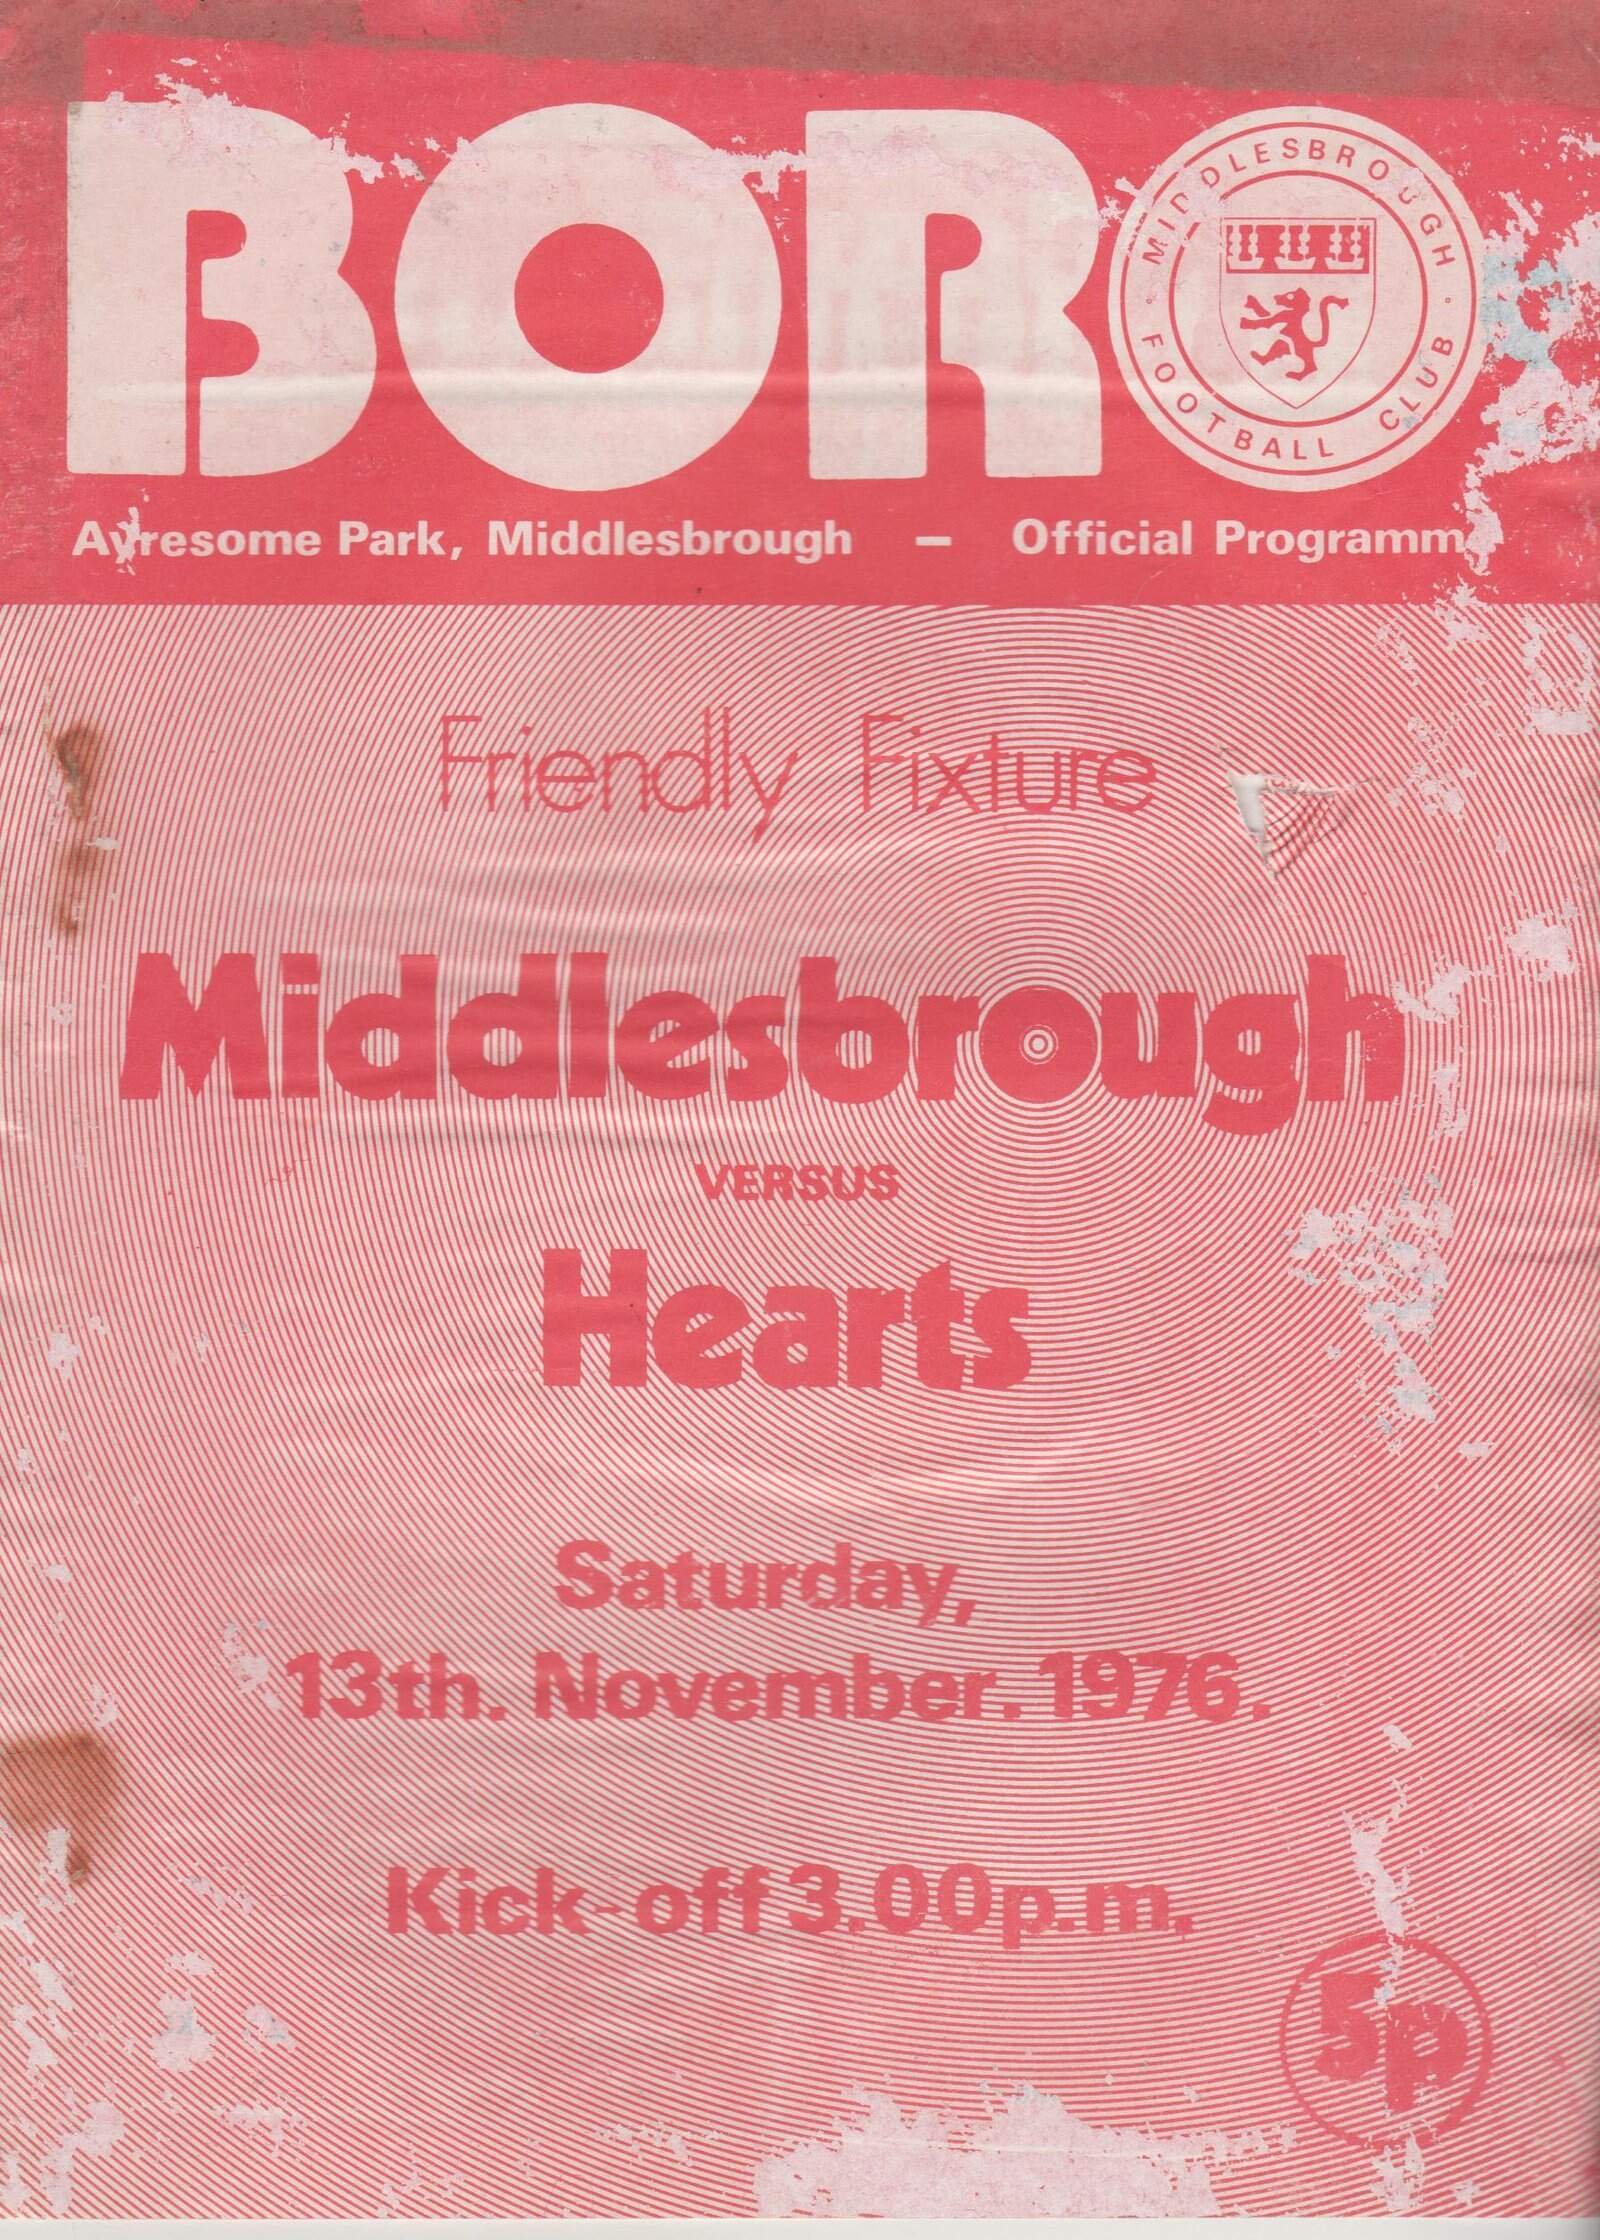 BORO
MIDDLESBROUGH
FOOTBALL CLUB
Ayresome Park, Middlesbrough – Official Programm
Friendly Fixture
Middlesbrough
VERSUS
Hearts
Saturday,
13th. November. 1976.
Kick-off 3.00p.m.
5p